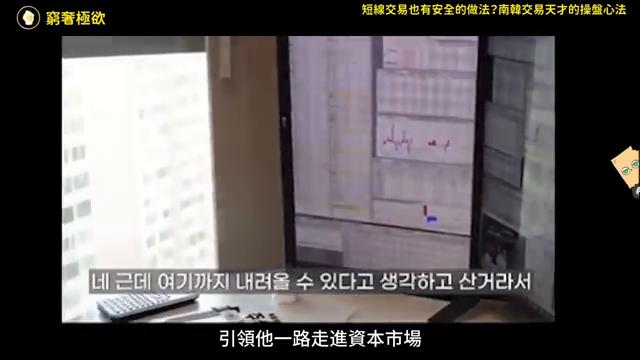 窮奢極欲
短線交易也有安全的做法?南韓交易天才的操盤心法
네 근데 여기까지 내려올 수 있다고 생각하고 산거라서
引領他一路走進資本市場